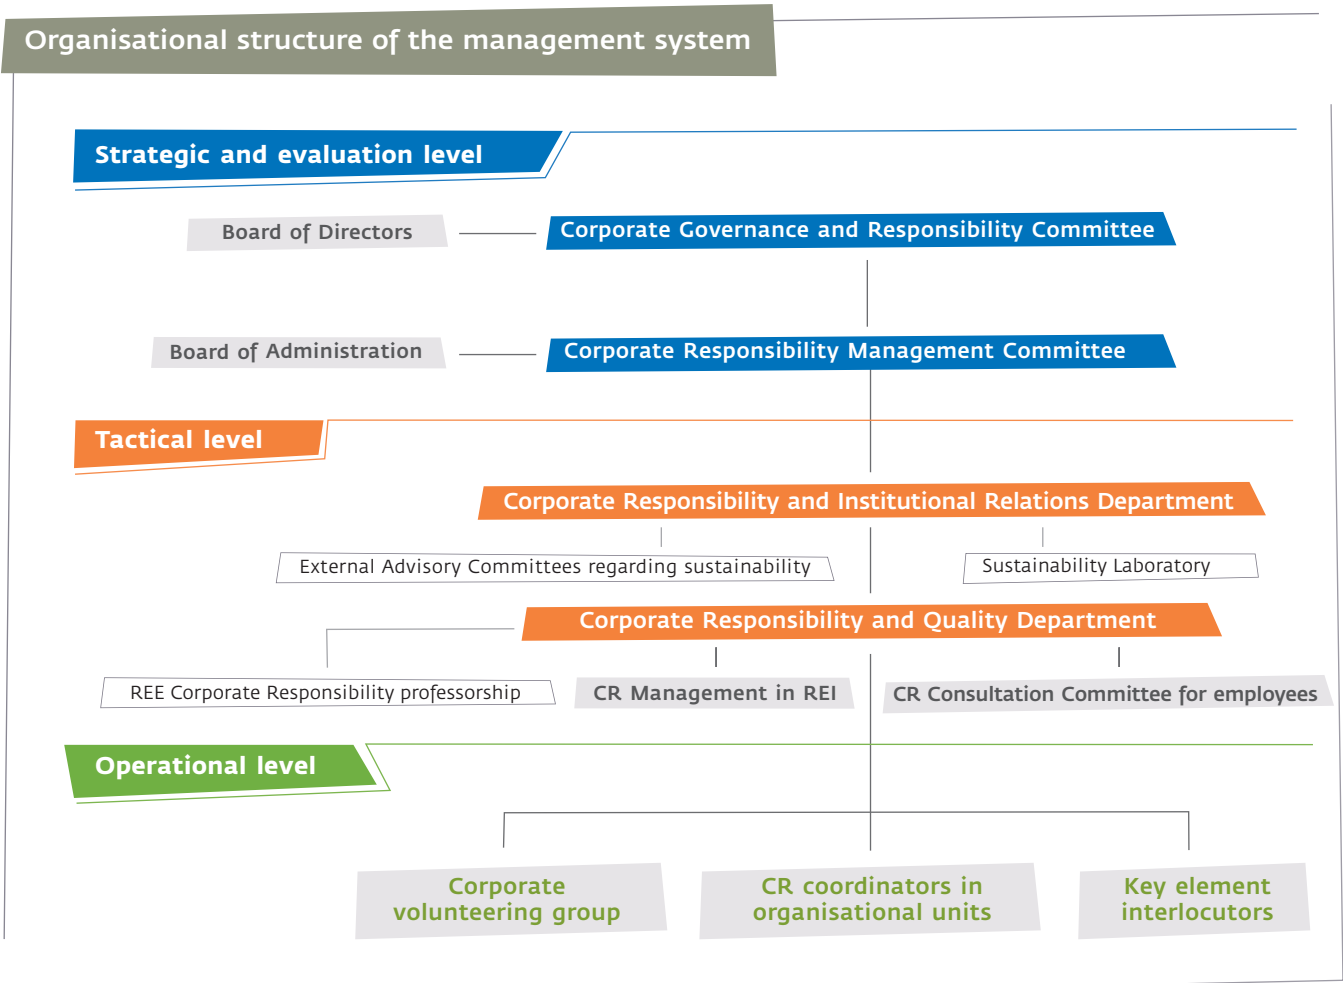 Organisational structure of the management system
Strategic and evaluation level
Board of Directors
Corporate Governance and Responsibility Committee
Board of Administration
Corporate Responsibility Management Committee
Tactical level
Corporate Responsibility and Institutional Relations Department
External Advisory Committees regarding sustainability
Sustainability Laboratory
Corporate Responsibility and Quality Department
REE Corporate Responsibility professorship
CR Management in REI
CR Consultation Committee for employees
Operational level
Corporate
volunteering group
CR coordinators in
organisational units
Key element
interlocutors